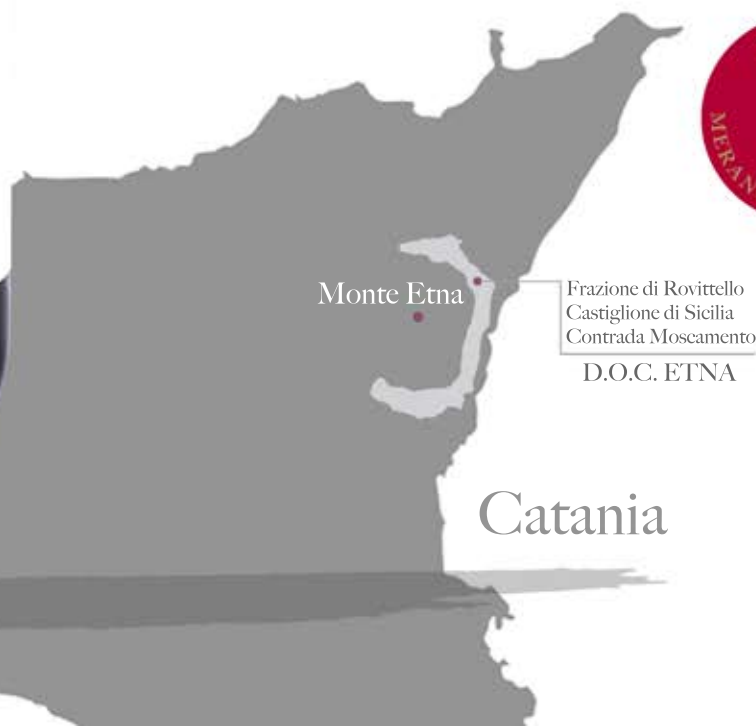 Monte Etna
Frazione di Rovittello
Castiglione di Sicilia
Contrada Moscamento
D.O.C. ETNA
Catania